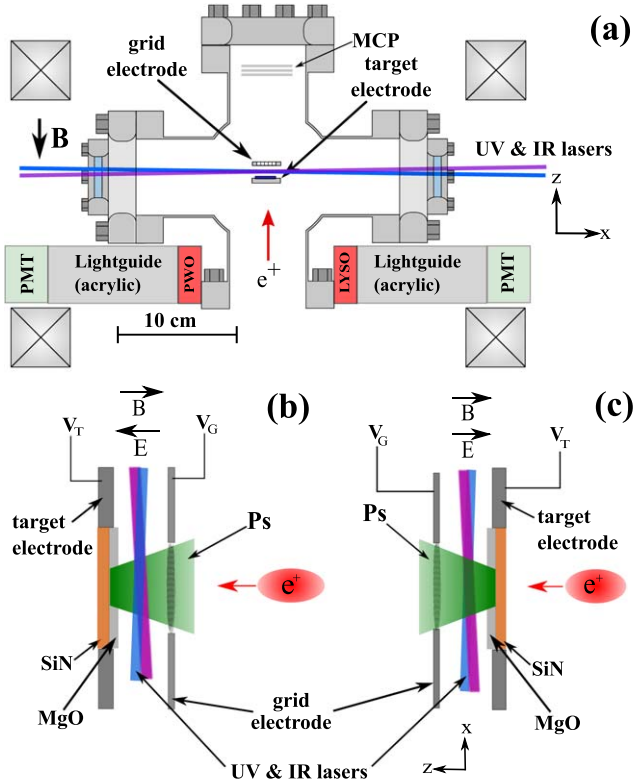 (a)
grid
electrode
MCP
target
electrode
B
UV & IR lasers
z
x
e+
PMT
Lightguide
(acrylic)
PWO
LYSO
Lightguide
(acrylic)
PMT
10 cm
(b)
B
E
VT
VG
target
electrode
Ps
e+
SiN
MgO
grid
electrode
UV & IR lasers
(c)
B
E
VG
VT
Ps
target
electrode
e+
SiN
MgO
x
z